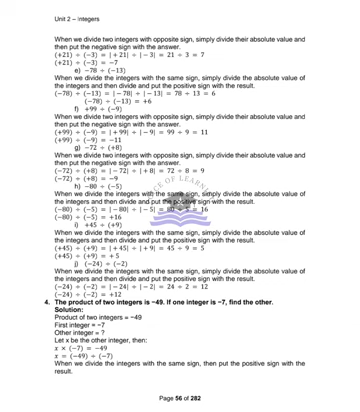 Unit 2 – Integers
When we divide two integers with opposite sign, simply divide their absolute value and
then put the negative sign with the answer.
(+21) ÷ (−3) = |+21| ÷ |−3| = 21 ÷ 3 = 7
(+21) ÷ (−3) = −7
e) −78 ÷ (−13)
When we divide the integers with the same sign, simply divide the absolute value of
the integers and then divide and put the positive sign with the result.
(−78) ÷ (−13) = |−78| ÷ |−13| = 78 ÷ 13 = 6
(−78) ÷ (−13) = +6
f) +99 ÷ (−9)
When we divide two integers with opposite sign, simply divide their absolute value and
then put the negative sign with the answer.
(+99) ÷ (−9) = |+99| ÷ |−9| = 99 ÷ 9 = 11
(+99) ÷ (−9) = −11
g) −72 ÷ (+8)
When we divide two integers with opposite sign, simply divide their absolute value and
then put the negative sign with the answer.
(−72) ÷ (+8) = |−72| ÷ |+8| = 72 ÷ 8 = 9
(−72) ÷ (+8) = −9
h) −80 ÷ (−5)
When we divide the integers with the same sign, simply divide the absolute value of
the integers and then divide and put the positive sign with the result.
(−80) ÷ (−5) = |−80| ÷ |−5| = 80 ÷ 5 = 16
(−80) ÷ (−5) = +16
i) +45 ÷ (+9)
When we divide the integers with the same sign, simply divide the absolute value of
the integers and then divide and put the positive sign with the result.
(+45) ÷ (+9) = |+45| ÷ |+9| = 45 ÷ 9 = 5
(+45) ÷ (+9) = +5
j) (−24) ÷ (−2)
When we divide the integers with the same sign, simply divide the absolute value of
the integers and then divide and put the positive sign with the result.
(−24) ÷ (−2) = |−24| ÷ |−2| = 24 ÷ 2 = 12
(−24) ÷ (−2) = +12
4. The product of two integers is −49. If one integer is −7, find the other.
Solution:
Product of two integers = −49
First integer = −7
Other integer = ?
Let x be the other integer, then:
x × (−7) = −49
x = (−49) ÷ (−7)
When we divide the integers with the same sign, then put the positive sign with the
result.
Page 56 of 282